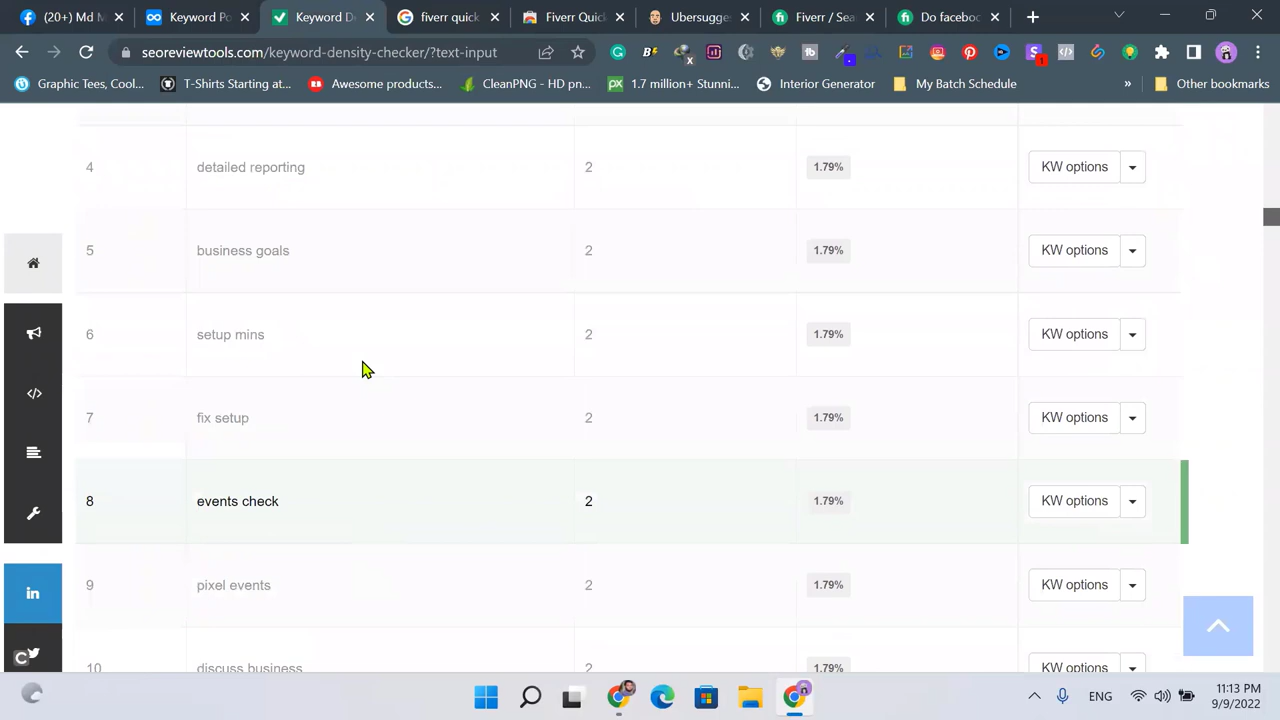 (20+) Md M
Keyword Po
Keyword D
fiverr quick
Fiverr Quic
Ubersugges
Fiverr / Sea
Do faceboo
seoreviewtools.com/keyword-density-checker/?text-input
Graphic Tees, Cool...
T-Shirts Starting at...
Awesome products...
CleanPNG - HD pn...
1.7 million+ Stunni...
Interior Generator
My Batch Schedule
»
Other bookmarks
4 detailed reporting 2 1.79% KW options
5 business goals 2 1.79% KW options
6 setup mins 2 1.79% KW options
7 fix setup 2 1.79% KW options
8 events check 2 1.79% KW options
9 pixel events 2 1.79% KW options
10 discuss business 2 1.79% KW options
ENG
11:13 PM
9/9/2022